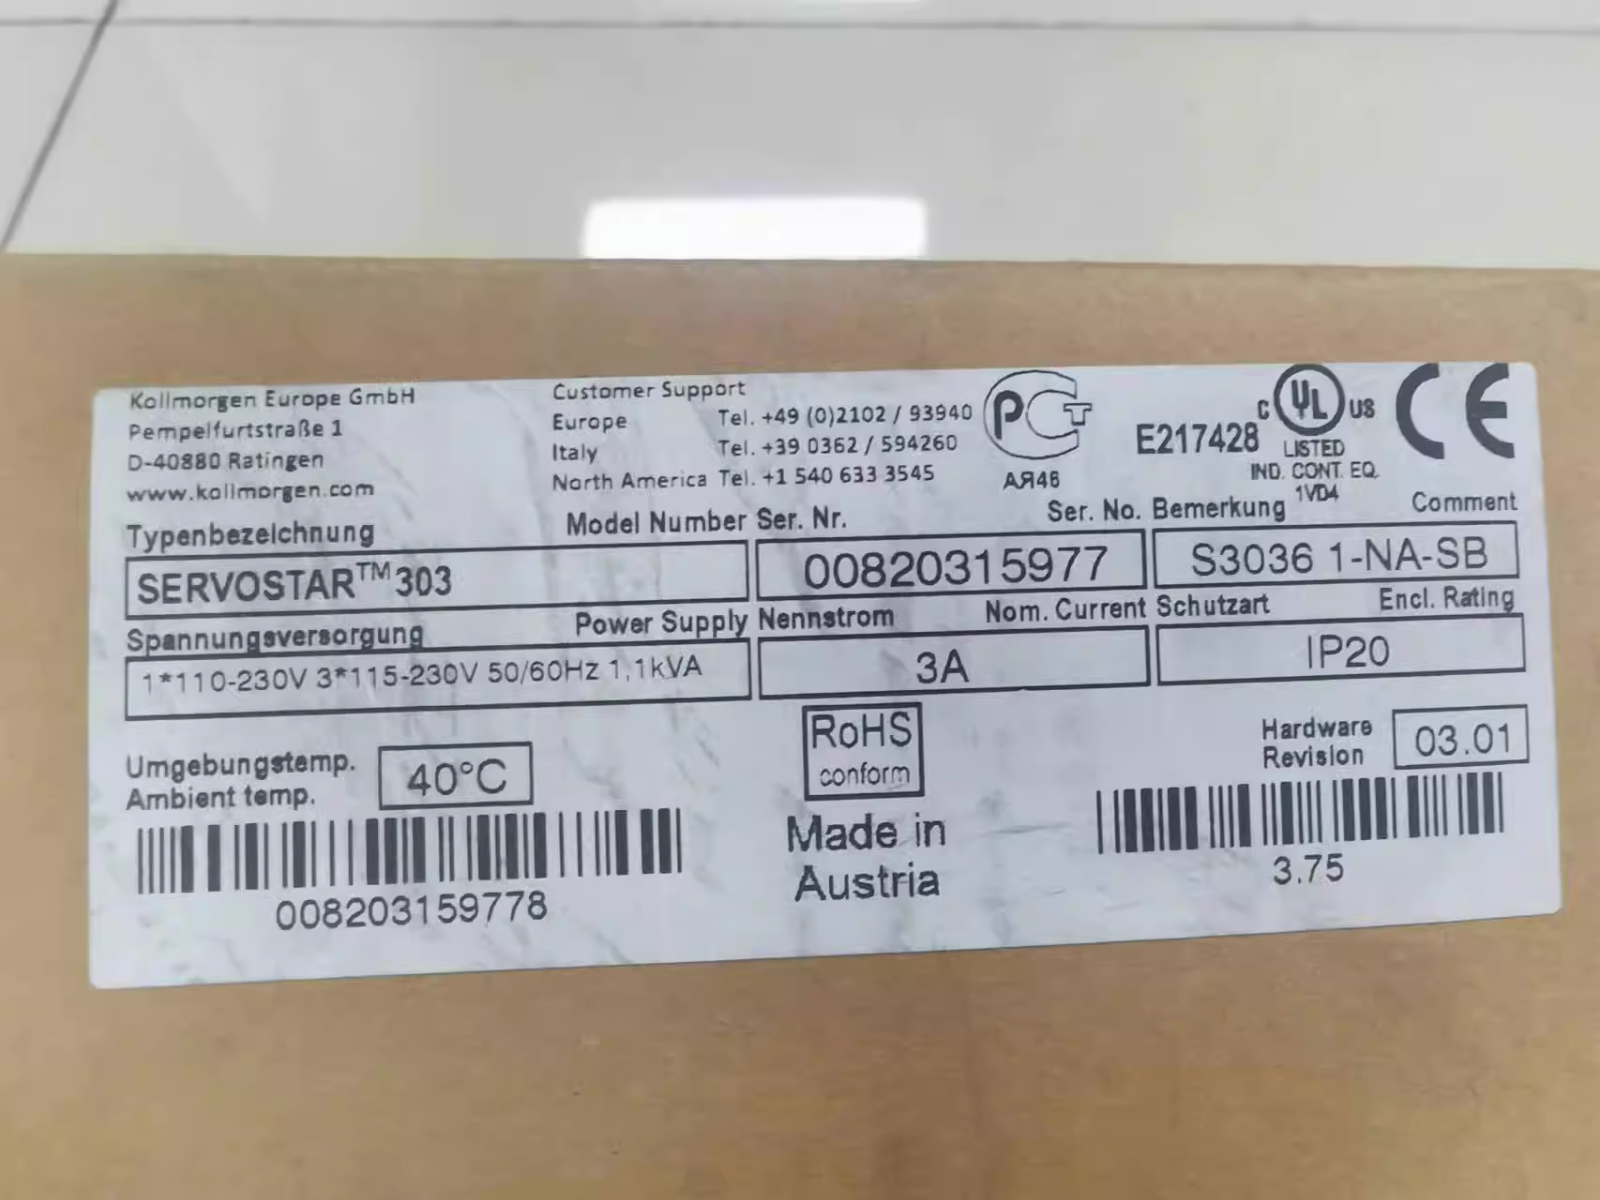 Kollmorgen Europe GmbH
Pempelfurtstraße 1
D-40880 Ratingen
www.kollmorgen.com
Customer Support
Europe Tel. +49 (0)2102 / 93940
Italy Tel. +39 0362 / 594260
North America Tel. +1 540 633 3545
РСТ
АЯ46
E217428
C UL US
LISTED
IND. CONT. EQ.
1VD4
CE
Typenbezeichnung Model Number Ser. Nr. Ser. No. Bemerkung Comment
SERVOSTAR™303 00820315977 S3036 1-NA-SB
Spannungsversorgung Power Supply Nennstrom Nom. Current Schutzart Encl. Rating
1*110-230V 3*115-230V 50/60Hz 1,1kVA 3A IP20
Umgebungstemp.
Ambient temp.
40°C
RoHS
conform
Hardware
Revision
03.01
008203159778
Made in
Austria
3.75